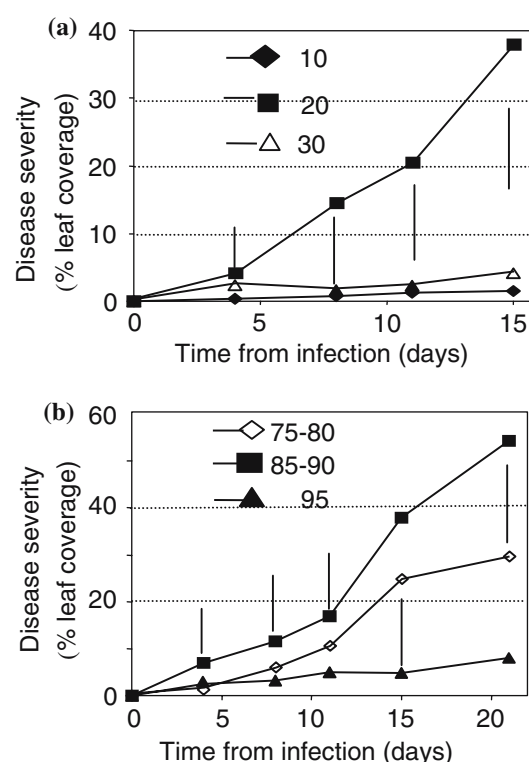 (a)
Disease severity
(% leaf coverage)
40
30
20
10
0
10
20
30
0 5 10 15
Time from infection (days)
(b)
Disease severity
(% leaf coverage)
60
40
20
0
75-80
85-90
95
0 5 10 15 20
Time from infection (days)